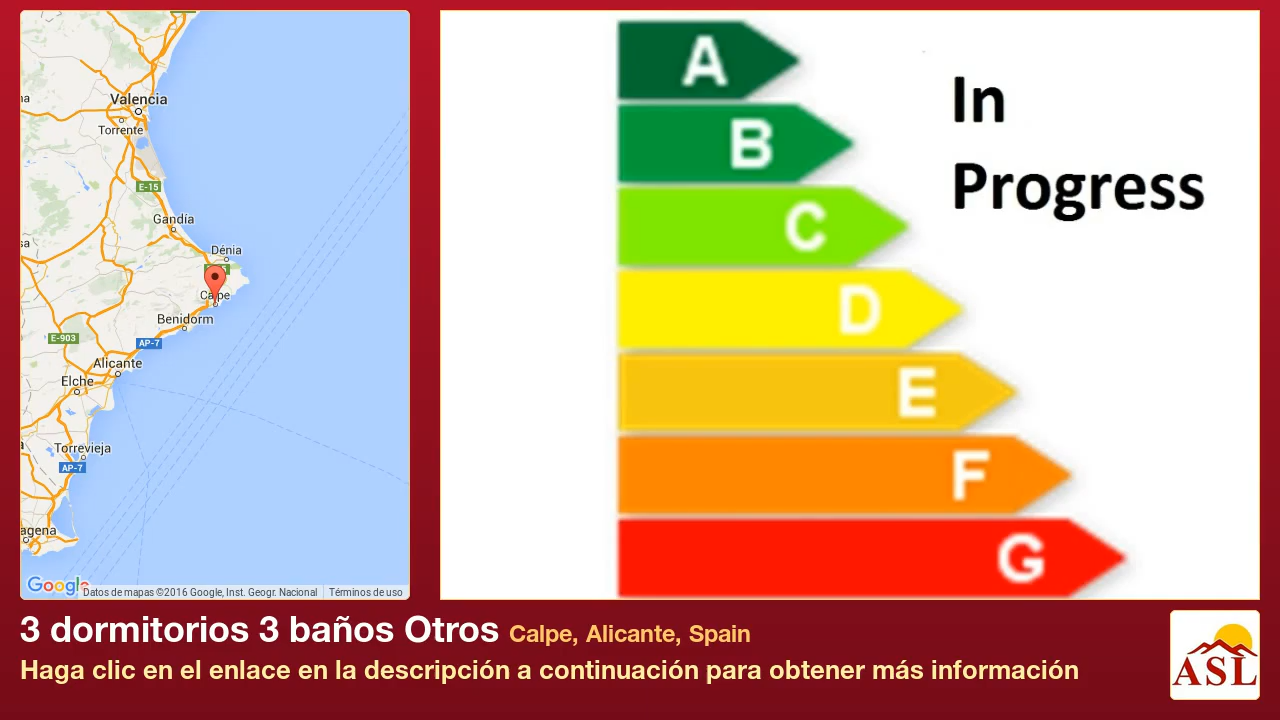 Valencia
Torrente
E-15
Gandía
Dénia
Calpe
Benidorm
E-903
AP-7
Alicante
Elche
Torrevieja
AP-7
agena
Google
Datos de mapas ©2016 Google, Inst. Geogr. Nacional
Términos de uso
A
B
C
D
E
F
G
In
Progress
3 dormitorios 3 baños Otros Calpe, Alicante, Spain
Haga clic en el enlace en la descripción a continuación para obtener más información
ASL